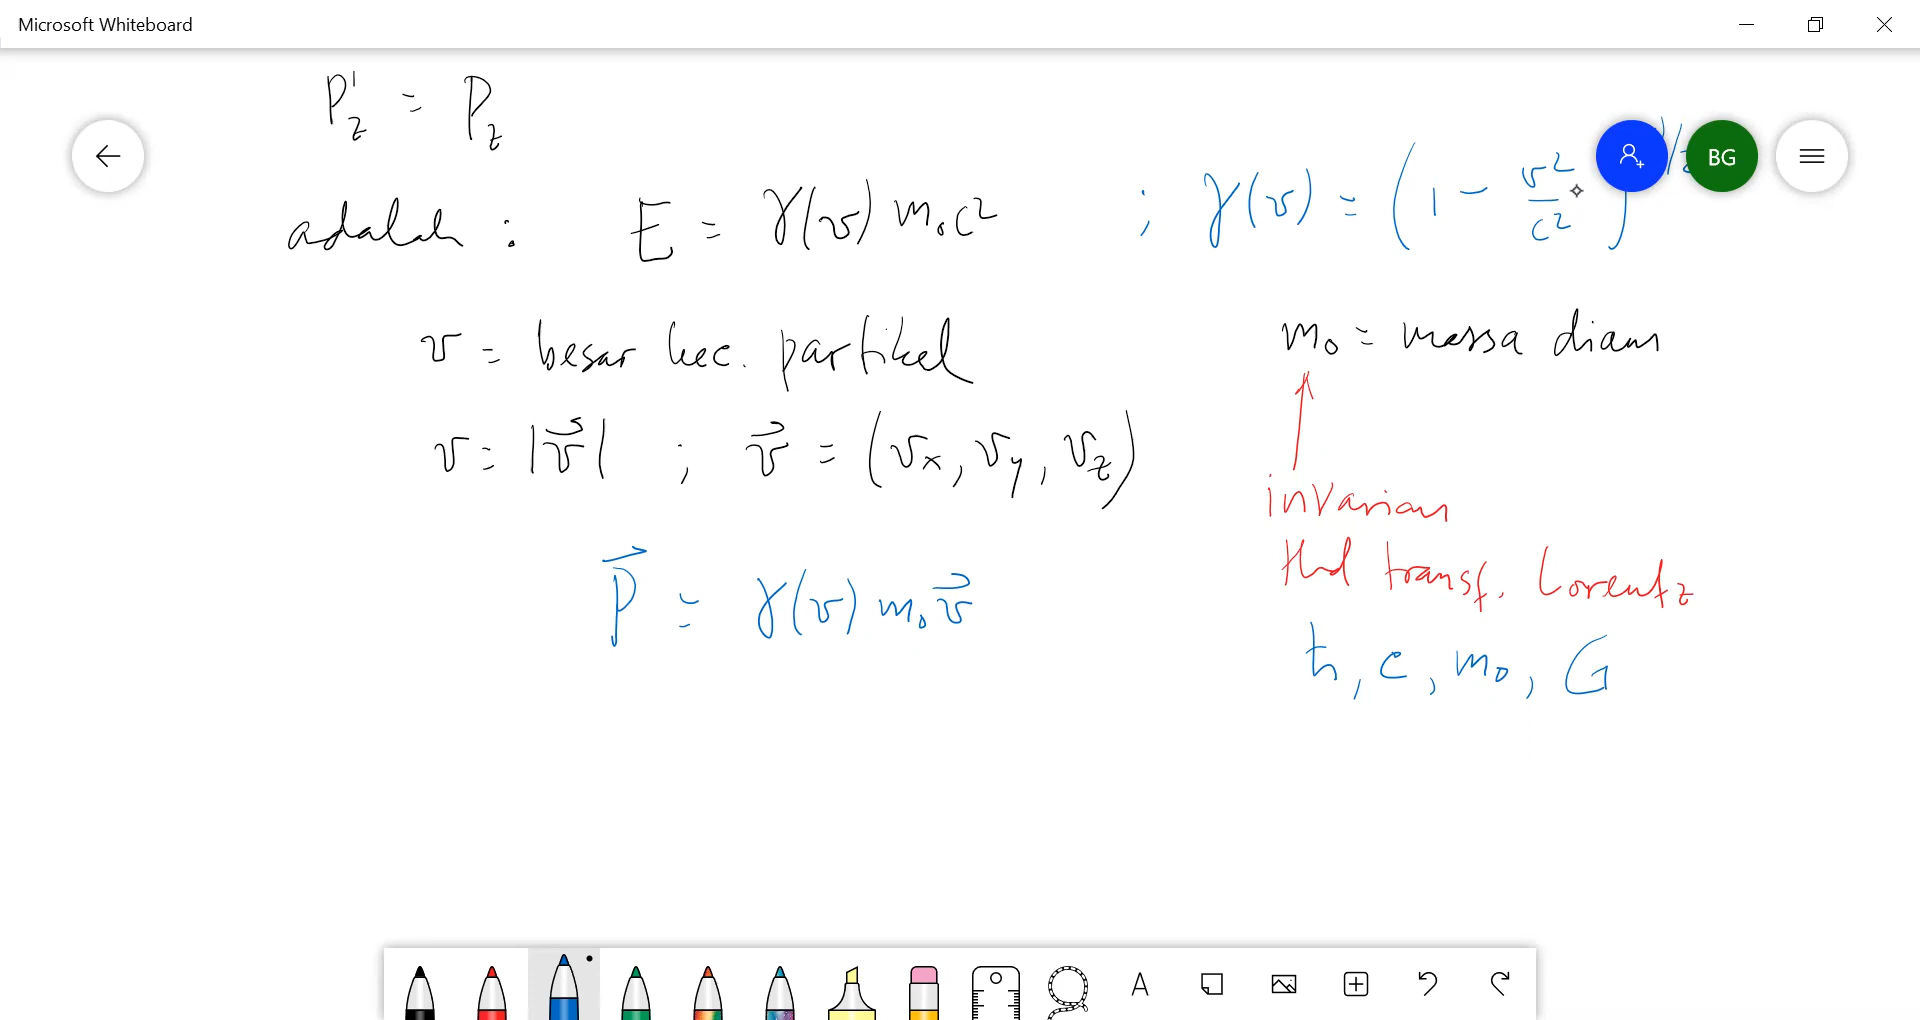 Microsoft Whiteboard
P'z = Pz
BG
adalah : E = γ(v) m₀c² ; γ(v) = (1 - v²/c²)
v = besar kec. partikel
m₀ = massa diam
v = |v⃗| ; v⃗ = (vx, vy, vz)
invarian
thd transf. Lorentz
P⃗ = γ(v) m₀v⃗
ħ, c, m₀, G
A